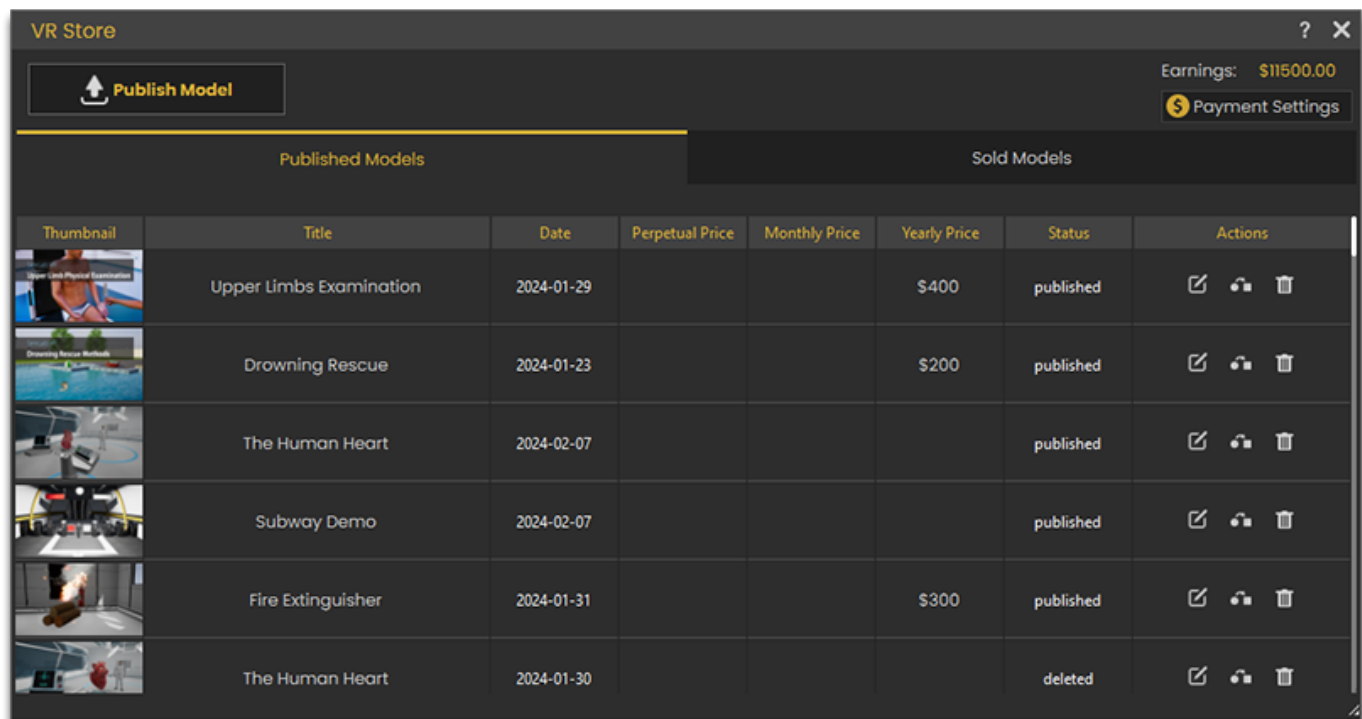 VR Store
?
Publish Model
Earnings: $11500.00
$ Payment Settings
Published Models
Sold Models
Thumbnail Title Date Perpetual Price Monthly Price Yearly Price Status Actions
Upper Limb Physical Examination
Upper Limbs Examination 2024-01-29 $400 published
Drowning Rescue Methods
Drowning Rescue 2024-01-23 $200 published
The Human Heart 2024-02-07 published
Subway Demo 2024-02-07 published
Fire Extinguisher 2024-01-31 $300 published
The Human Heart 2024-01-30 deleted